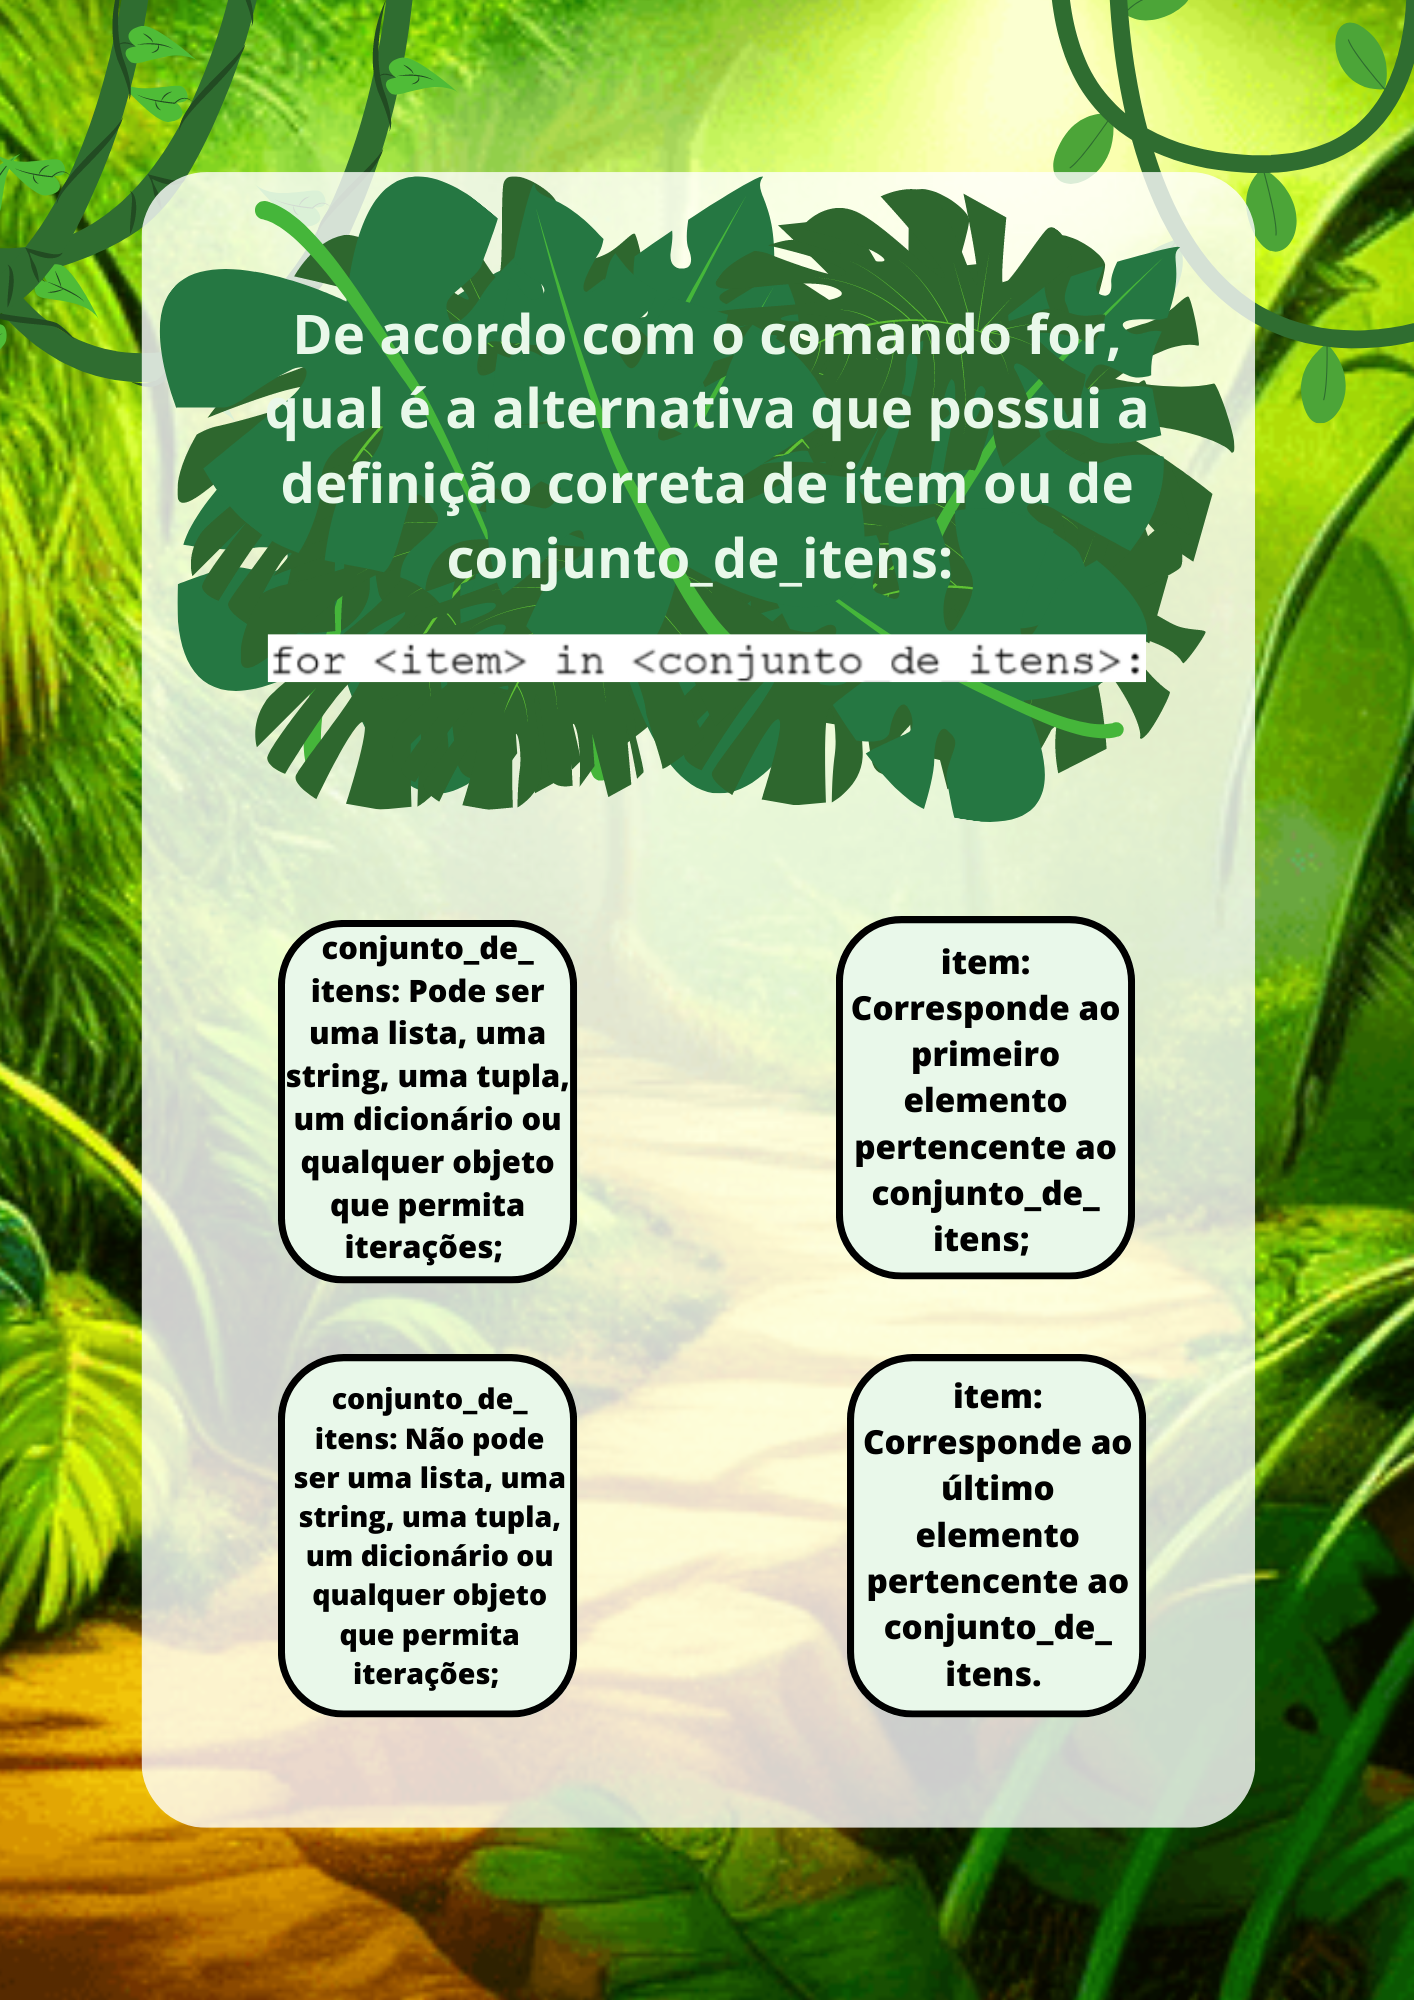 De acordo com o comando for,
qual é a alternativa que possui a
definição correta de item ou de
conjunto_de_itens:
for <item> in <conjunto de itens>:
conjunto_de_
itens: Pode ser
uma lista, uma
string, uma tupla,
um dicionário ou
qualquer objeto
que permita
iterações;
item:
Corresponde ao
primeiro
elemento
pertencente ao
conjunto_de_
itens;
conjunto_de_
itens: Não pode
ser uma lista, uma
string, uma tupla,
um dicionário ou
qualquer objeto
que permita
iterações;
item:
Corresponde ao
último
elemento
pertencente ao
conjunto_de_
itens.